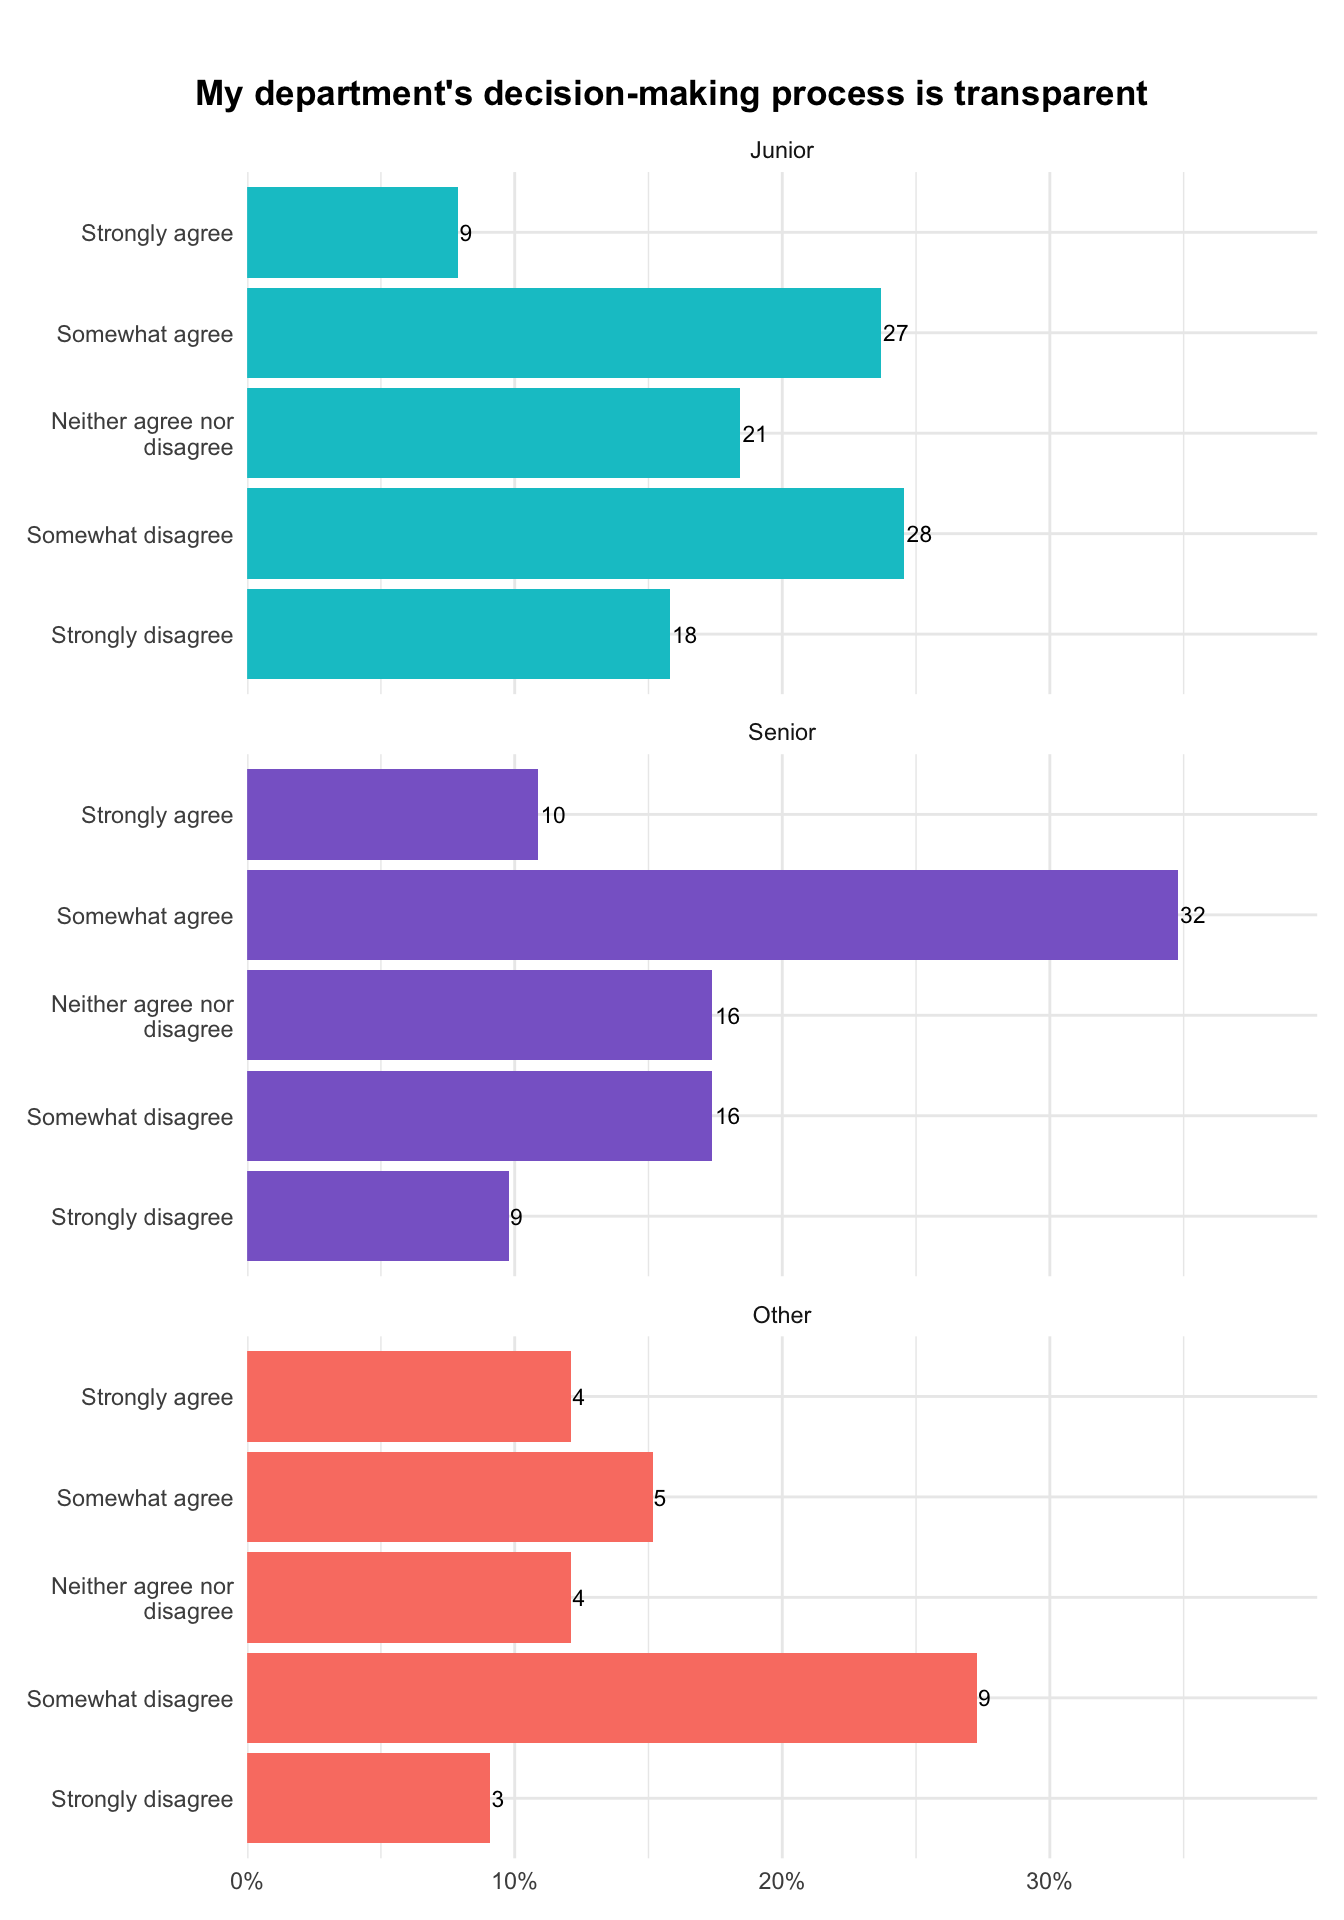 My department's decision-making process is transparent
Junior
Strongly agree
9
Somewhat agree
27
Neither agree nor
disagree
21
Somewhat disagree
28
Strongly disagree
18
Senior
Strongly agree
10
Somewhat agree
32
Neither agree nor
disagree
16
Somewhat disagree
16
Strongly disagree
9
Other
Strongly agree
4
Somewhat agree
5
Neither agree nor
disagree
4
Somewhat disagree
9
Strongly disagree
3
0% 10% 20% 30%